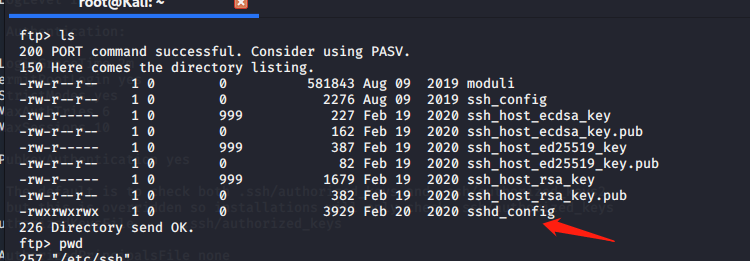 root@Kali: ~
ftp> ls
200 PORT command successful. Consider using PASV.
150 Here comes the directory listing.
-rw-r--r-- 1 0 0 581843 Aug 09 2019 moduli
-rw-r--r-- 1 0 0 2276 Aug 09 2019 ssh_config
-rw-r----- 1 0 999 227 Feb 19 2020 ssh_host_ecdsa_key
-rw-r--r-- 1 0 0 162 Feb 19 2020 ssh_host_ecdsa_key.pub
-rw-r----- 1 0 999 387 Feb 19 2020 ssh_host_ed25519_key
-rw-r--r-- 1 0 0 82 Feb 19 2020 ssh_host_ed25519_key.pub
-rw-r----- 1 0 999 1679 Feb 19 2020 ssh_host_rsa_key
-rw-r--r-- 1 0 0 382 Feb 19 2020 ssh_host_rsa_key.pub
-rwxrwxrwx 1 0 0 3929 Feb 20 2020 sshd_config
226 Directory send OK.
ftp> pwd
257 "/etc/ssh"